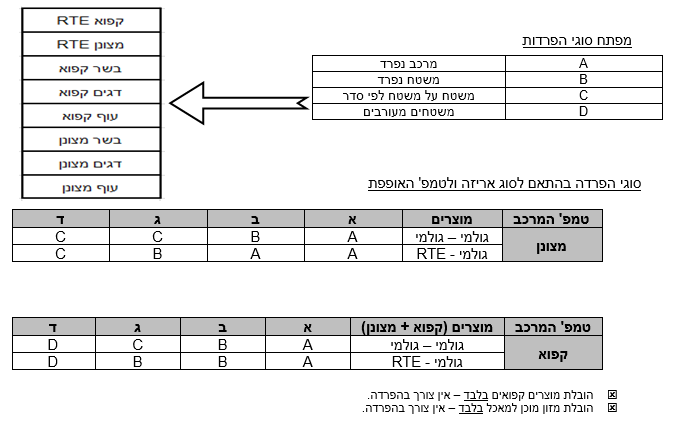 קפוא RTE
מצונן RTE
בשר קפוא
דגים קפוא
עוף קפוא
בשר מצונן
דגים מצונן
עוף מצונן
מפתח סוגי הפרדות
A מרכב נפרד
B משטח נפרד
C משטח על משטח לפי סדר
D משטחים מעורבים
סוגי הפרדה בהתאם לסוג אריזה ולטמפ' האופפת
טמפ' המרכב מוצרים א ב ג ד
מצונן
גולמי – גולמי A B C C
גולמי - RTE A A B C
טמפ' המרכב מוצרים (קפוא + מצונן) א ב ג ד
קפוא
גולמי – גולמי A B C D
גולמי - RTE A B B D
הובלת מוצרים קפואים בלבד – אין צורך בהפרדה.
הובלת מזון מוכן למאכל בלבד – אין צורך בהפרדה.